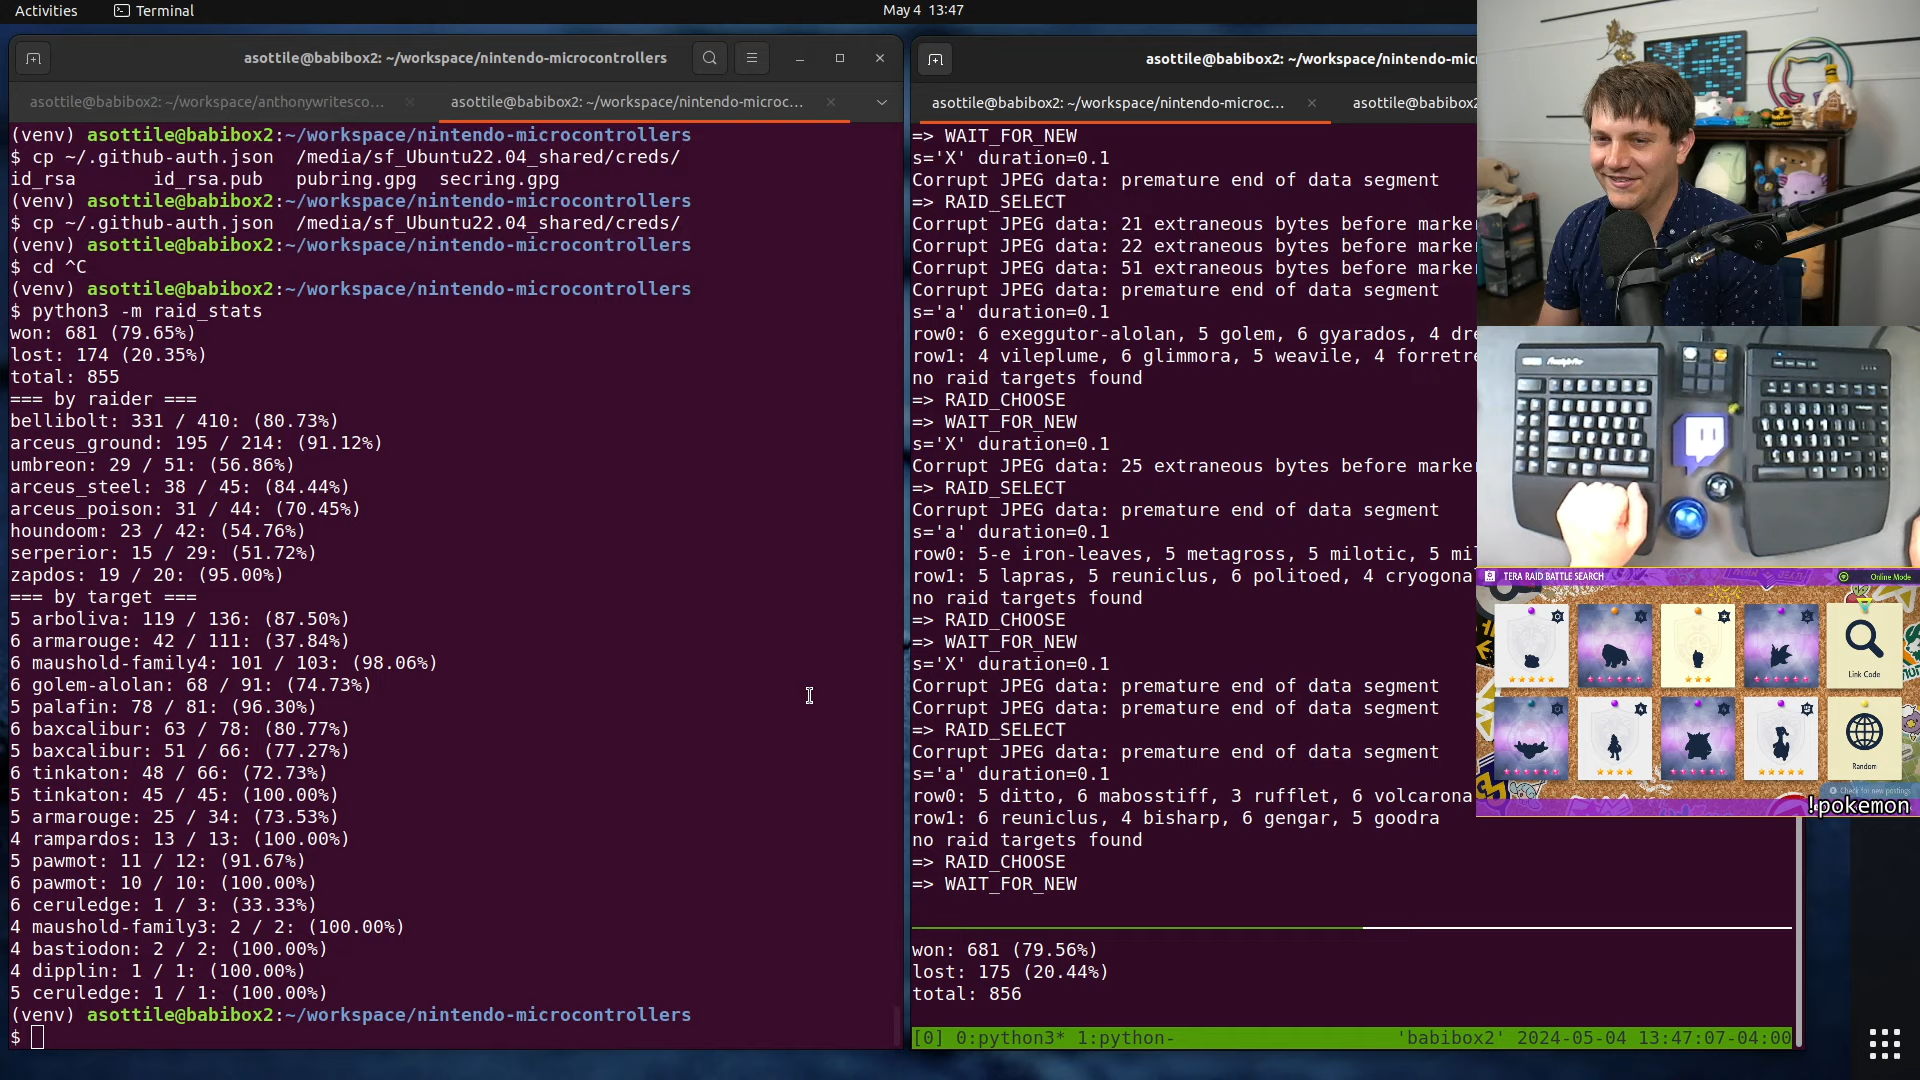 Activities
Terminal
May 4  13:47
asottile@babibox2: ~/workspace/nintendo-microcontrollers
asottile@babibox2: ~/workspace/anthonywritesco...
asottile@babibox2: ~/workspace/nintendo-microc...
(venv) asottile@babibox2:~/workspace/nintendo-microcontrollers
$ cp ~/.github-auth.json  /media/sf_Ubuntu22.04_shared/creds/
id_rsa       id_rsa.pub   pubring.gpg  secring.gpg
(venv) asottile@babibox2:~/workspace/nintendo-microcontrollers
$ cp ~/.github-auth.json  /media/sf_Ubuntu22.04_shared/creds/
(venv) asottile@babibox2:~/workspace/nintendo-microcontrollers
$ cd ^C
(venv) asottile@babibox2:~/workspace/nintendo-microcontrollers
$ python3 -m raid_stats
won: 681 (79.65%)
lost: 174 (20.35%)
total: 855
=== by raider ===
bellibolt: 331 / 410: (80.73%)
arceus_ground: 195 / 214: (91.12%)
umbreon: 29 / 51: (56.86%)
arceus_steel: 38 / 45: (84.44%)
arceus_poison: 31 / 44: (70.45%)
houndoom: 23 / 42: (54.76%)
serperior: 15 / 29: (51.72%)
zapdos: 19 / 20: (95.00%)
=== by target ===
5 arboliva: 119 / 136: (87.50%)
6 armarouge: 42 / 111: (37.84%)
6 maushold-family4: 101 / 103: (98.06%)
6 golem-alolan: 68 / 91: (74.73%)
5 palafin: 78 / 81: (96.30%)
6 baxcalibur: 63 / 78: (80.77%)
5 baxcalibur: 51 / 66: (77.27%)
6 tinkaton: 48 / 66: (72.73%)
5 tinkaton: 45 / 45: (100.00%)
5 armarouge: 25 / 34: (73.53%)
4 rampardos: 13 / 13: (100.00%)
5 pawmot: 11 / 12: (91.67%)
6 pawmot: 10 / 10: (100.00%)
6 ceruledge: 1 / 3: (33.33%)
4 maushold-family3: 2 / 2: (100.00%)
4 bastiodon: 2 / 2: (100.00%)
4 dipplin: 1 / 1: (100.00%)
5 ceruledge: 1 / 1: (100.00%)
(venv) asottile@babibox2:~/workspace/nintendo-microcontrollers
$
asottile@babibox2: ~/workspace/nintendo-mic
asottile@babibox2: ~/workspace/nintendo-microc...
asottile@babibox2
=> WAIT_FOR_NEW
s='X' duration=0.1
Corrupt JPEG data: premature end of data segment
=> RAID_SELECT
Corrupt JPEG data: 21 extraneous bytes before marke
Corrupt JPEG data: 22 extraneous bytes before marke
Corrupt JPEG data: 51 extraneous bytes before marke
Corrupt JPEG data: premature end of data segment
s='a' duration=0.1
row0: 6 exeggutor-alolan, 5 golem, 6 gyarados, 4 dre
row1: 4 vileplume, 6 glimmora, 5 weavile, 4 forretre
no raid targets found
=> RAID_CHOOSE
=> WAIT_FOR_NEW
s='X' duration=0.1
Corrupt JPEG data: 25 extraneous bytes before marke
=> RAID_SELECT
Corrupt JPEG data: premature end of data segment
s='a' duration=0.1
row0: 5-e iron-leaves, 5 metagross, 5 milotic, 5 mi
row1: 5 lapras, 5 reuniclus, 6 politoed, 4 cryogona
no raid targets found
=> RAID_CHOOSE
=> WAIT_FOR_NEW
s='X' duration=0.1
Corrupt JPEG data: premature end of data segment
Corrupt JPEG data: premature end of data segment
=> RAID_SELECT
Corrupt JPEG data: premature end of data segment
s='a' duration=0.1
row0: 5 ditto, 6 mabosstiff, 3 rufflet, 6 volcarona
row1: 6 reuniclus, 4 bisharp, 6 gengar, 5 goodra
no raid targets found
=> RAID_CHOOSE
=> WAIT_FOR_NEW
won: 681 (79.56%)
lost: 175 (20.44%)
total: 856
[0] 0:python3* 1:python-
'babibox2' 2024-05-04 13:47:07-04:00
TERA RAID BATTLE SEARCH
Online Mode
Link Code
Random
Check for new postings
!pokemon